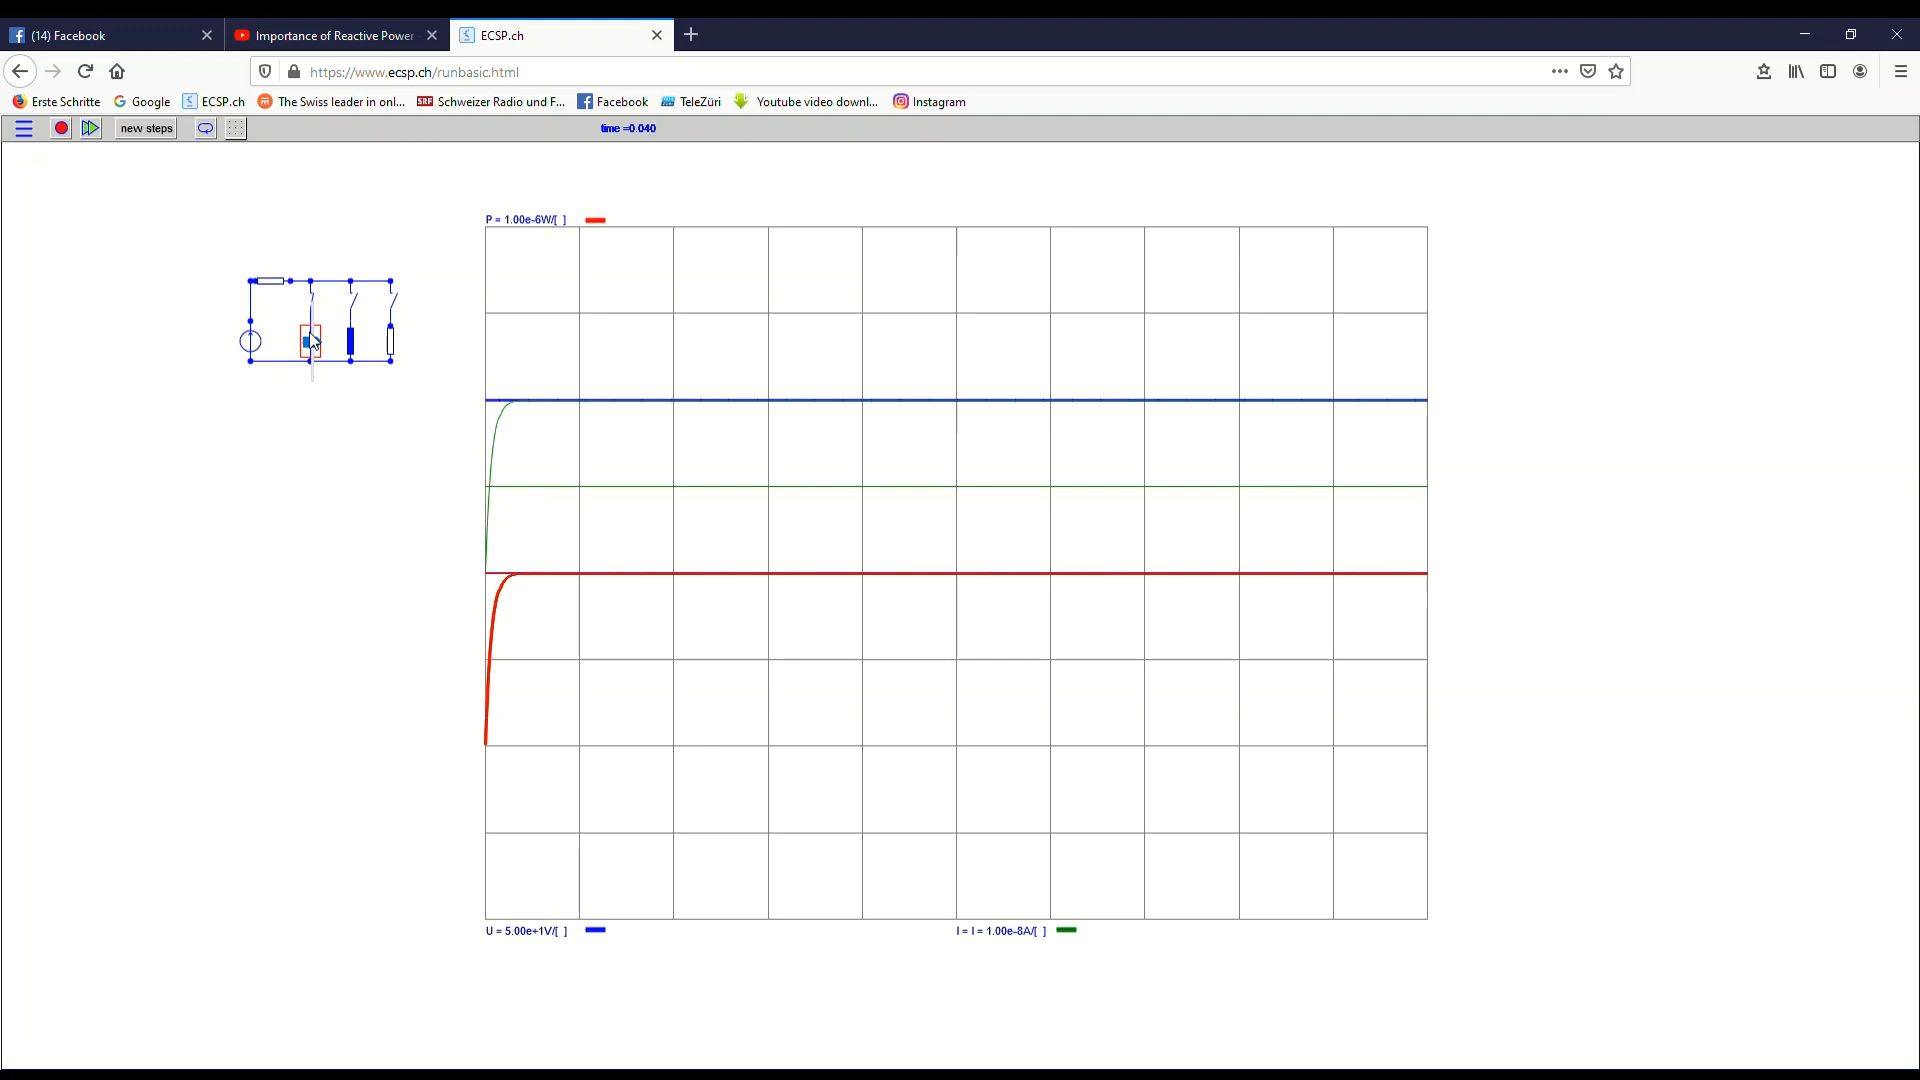 (14) Facebook
Importance of Reactive Power
ECSP.ch
https://www.ecsp.ch/runbasic.html
Erste Schritte
Google
ECSP.ch
The Swiss leader in onl...
SRF
Schweizer Radio und F...
Facebook
TeleZüri
Youtube video downl...
Instagram
new steps
time =0.040
P = 1.00e-6W/[ ]
U = 5.00e+1V/[ ]
I = I = 1.00e-8A/[ ]